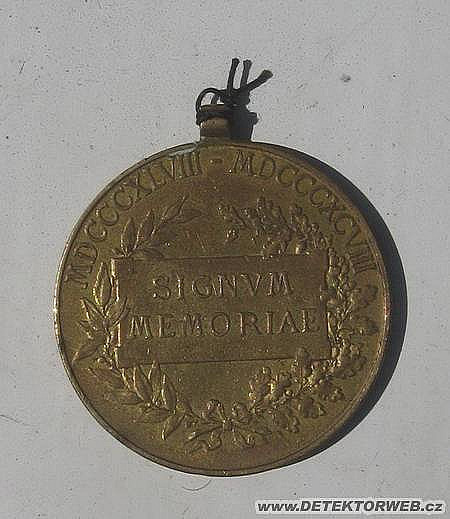 MDCCCXLVIII - MDCCCXCVIII
SIGNVM
MEMORIAE
www.DETEKTORWEB.cz